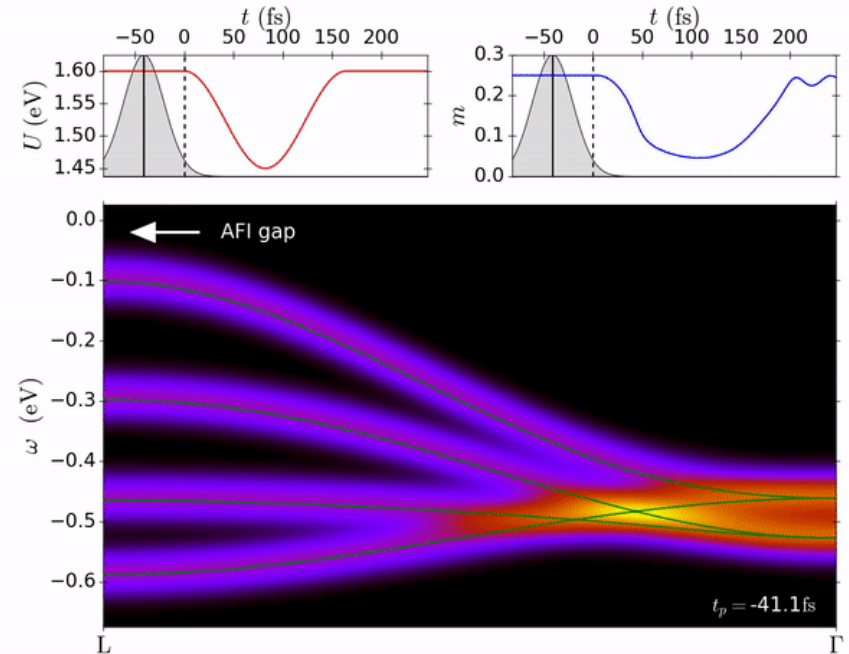 t (fs)
t (fs)
−50 0 50 100 150 200
−50 0 50 100 150 200
U (eV)
1.60
1.55
1.50
1.45
m
0.3
0.2
0.1
0.0
AFI gap
ω (eV)
0.0
−0.1
−0.2
−0.3
−0.4
−0.5
−0.6
tₚ = -41.1fs
L
Γ